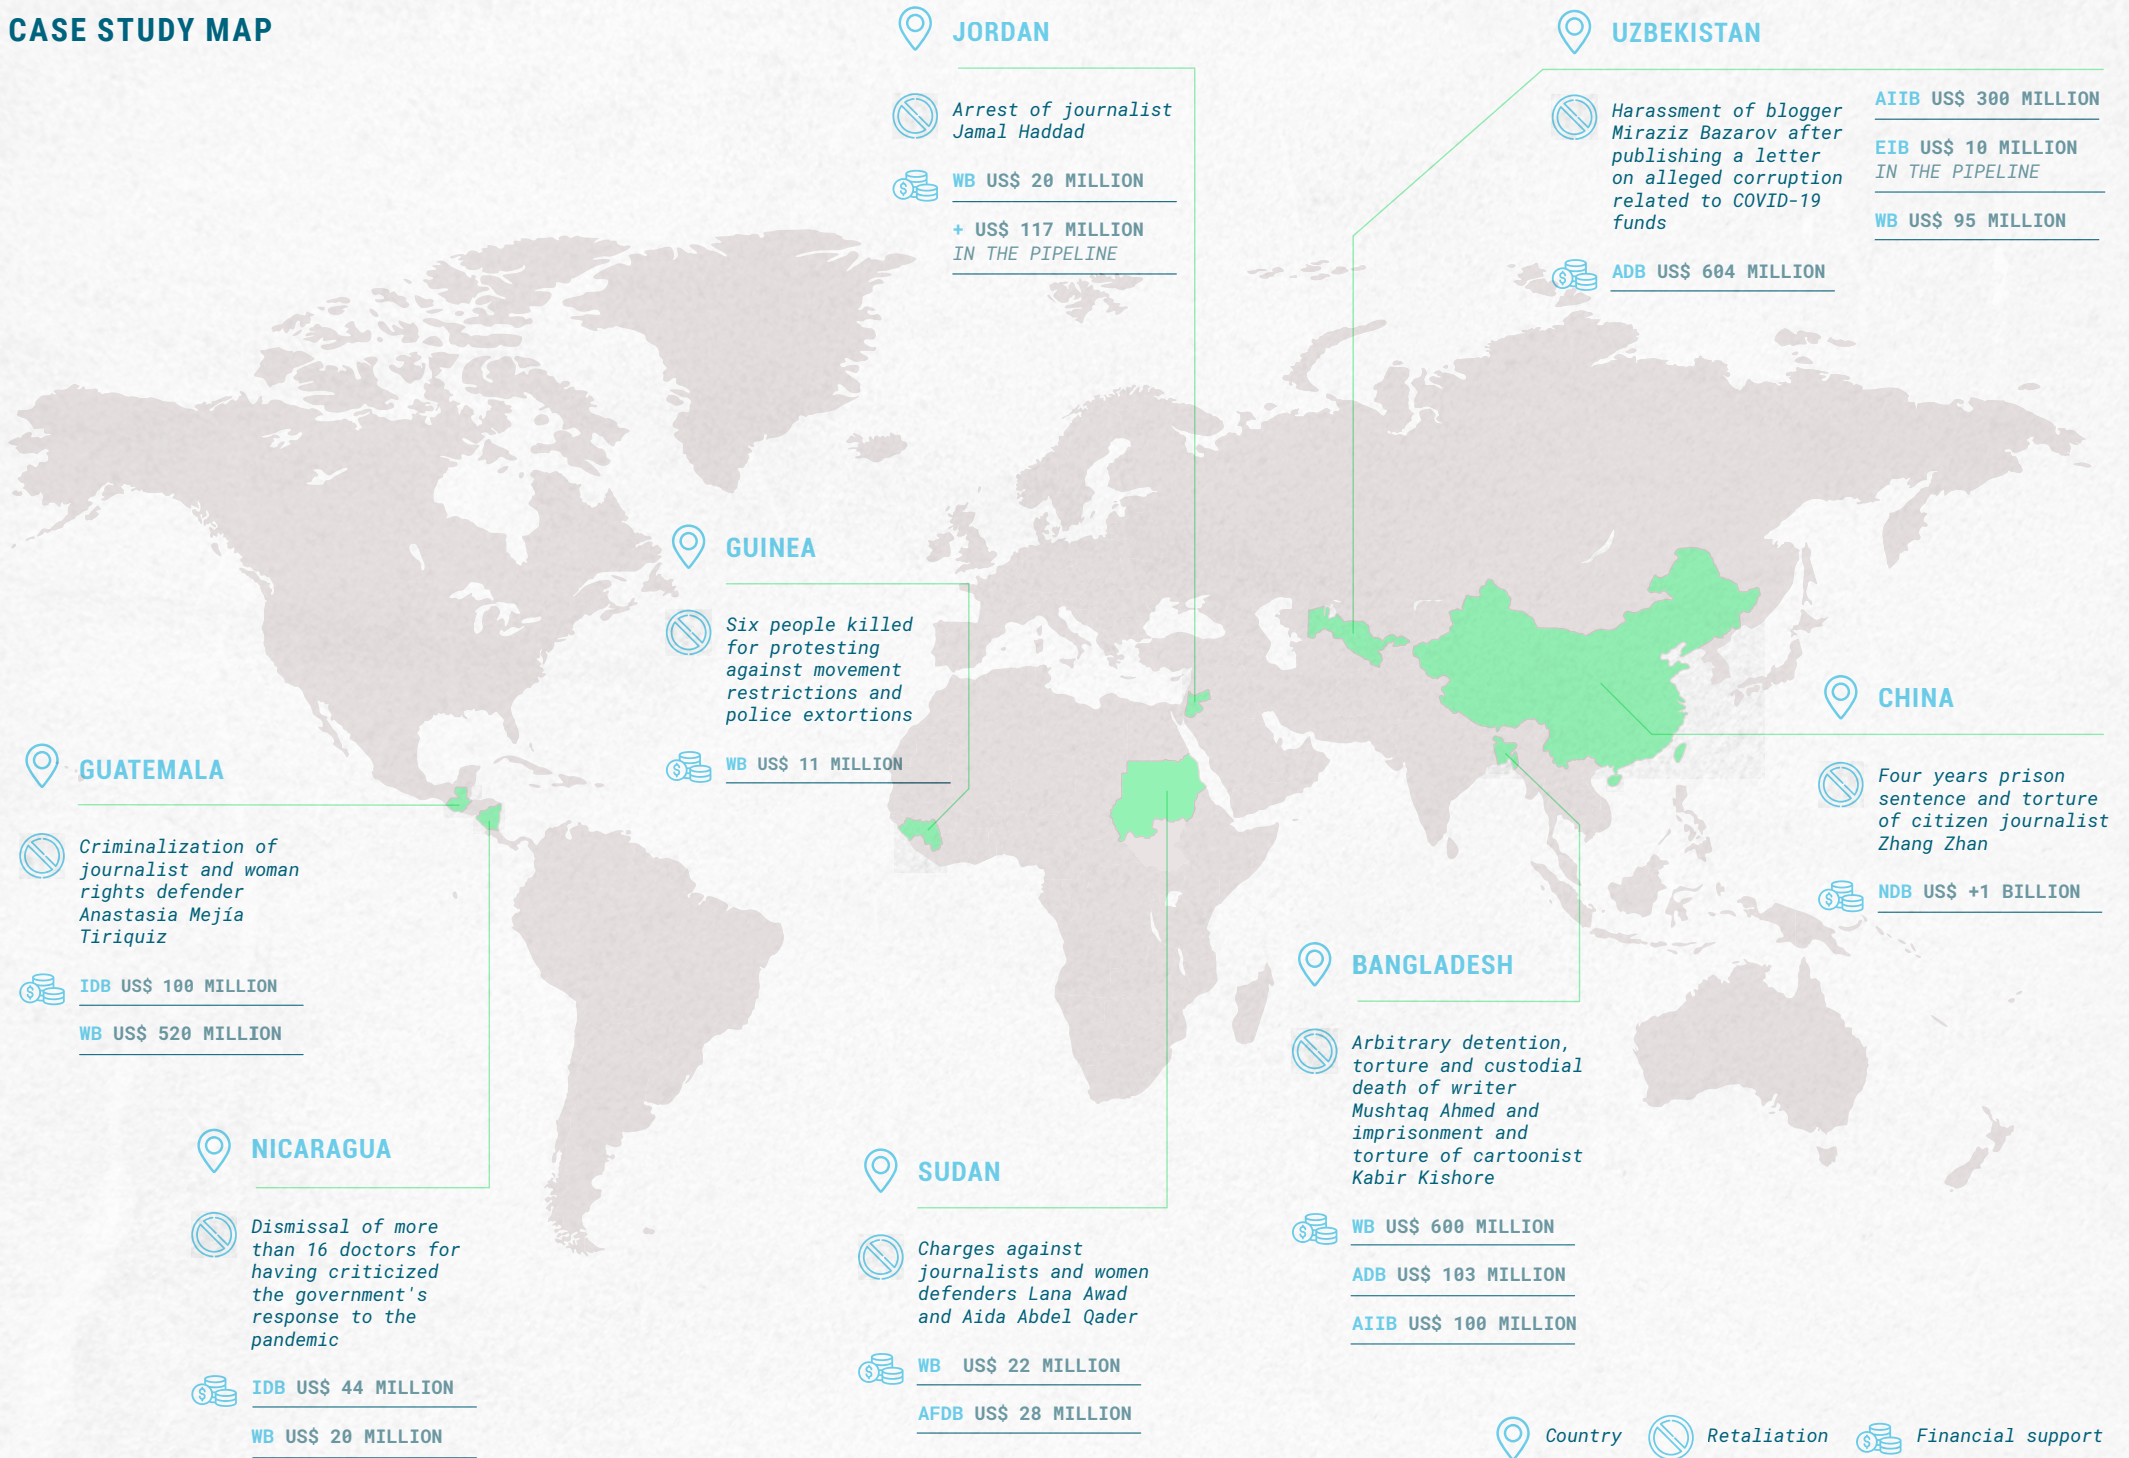 CASE STUDY MAP
JORDAN
Arrest of journalist
Jamal Haddad
WB US$ 20 MILLION
+ US$ 117 MILLION
IN THE PIPELINE
UZBEKISTAN
Harassment of blogger
Miraziz Bazarov after
publishing a letter
on alleged corruption
related to COVID-19
funds
ADB US$ 604 MILLION
AIIB US$ 300 MILLION
EIB US$ 10 MILLION
IN THE PIPELINE
WB US$ 95 MILLION
GUINEA
Six people killed
for protesting
against movement
restrictions and
police extortions
WB US$ 11 MILLION
CHINA
Four years prison
sentence and torture
of citizen journalist
Zhang Zhan
NDB US$ +1 BILLION
GUATEMALA
Criminalization of
journalist and woman
rights defender
Anastasia Mejía
Tiriquiz
IDB US$ 100 MILLION
WB US$ 520 MILLION
BANGLADESH
Arbitrary detention,
torture and custodial
death of writer
Mushtaq Ahmed and
imprisonment and
torture of cartoonist
Kabir Kishore
WB US$ 600 MILLION
ADB US$ 103 MILLION
AIIB US$ 100 MILLION
NICARAGUA
Dismissal of more
than 16 doctors for
having criticized
the government's
response to the
pandemic
IDB US$ 44 MILLION
WB US$ 20 MILLION
SUDAN
Charges against
journalists and women
defenders Lana Awad
and Aida Abdel Qader
WB US$ 22 MILLION
AFDB US$ 28 MILLION
Country
Retaliation
Financial support